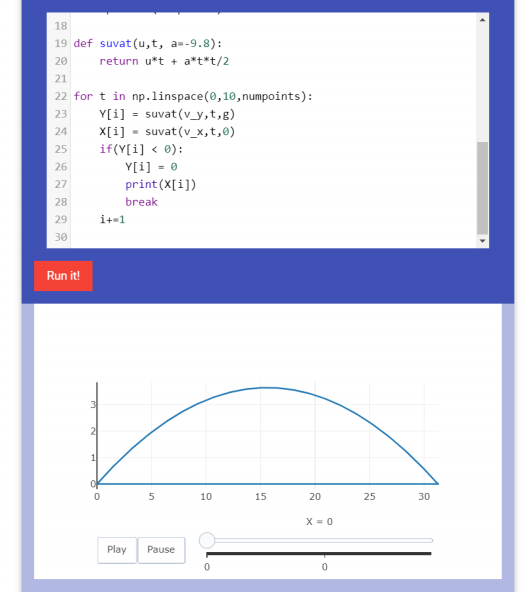 18
19 def suvat(u,t, a=-9.8):
20     return u*t + a*t*t/2
21
22 for t in np.linspace(0,10,numpoints):
23     Y[i] = suvat(v_y,t,g)
24     X[i] = suvat(v_x,t,0)
25     if(Y[i] < 0):
26         Y[i] = 0
27         print(X[i])
28         break
29     i+=1
30
Run it!
3
2
1
0
0 5 10 15 20 25 30
X = 0
Play Pause
0 0